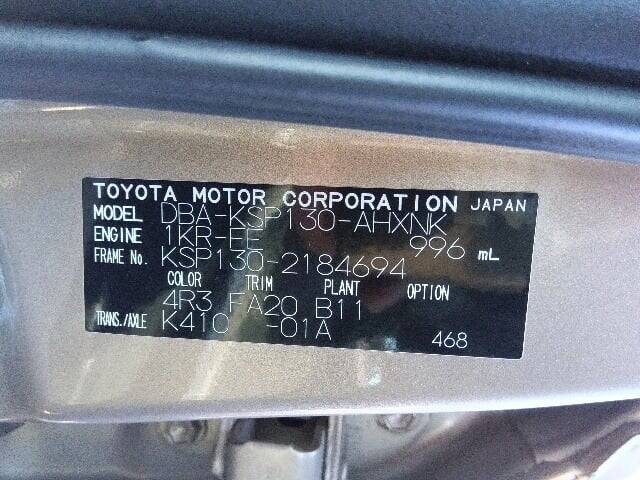 TOYOTA MOTOR CORPORATION JAPAN
MODEL DBA-KSP130-AHXNK
ENGINE 1KR-FE 996 mL
FRAME No. KSP130-2184694
COLOR TRIM PLANT OPTION
4R3 FA20 B11
TRANS./AXLE K410 -01A 468